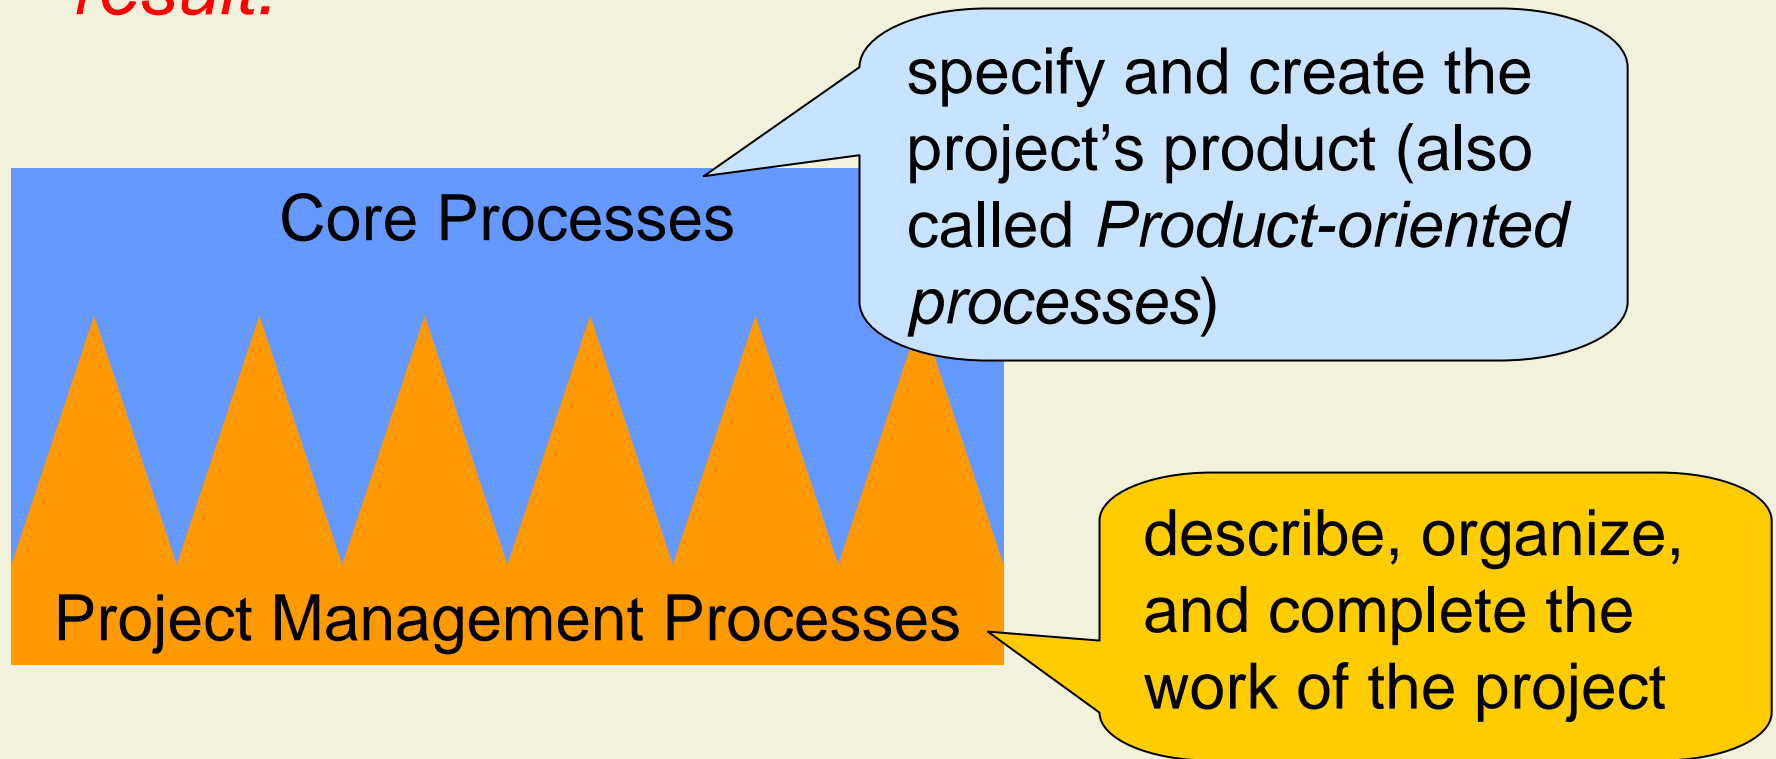 result:
specify and create the
project’s product (also
called Product-oriented
processes)
Core Processes
describe, organize,
and complete the
work of the project
Project Management Processes